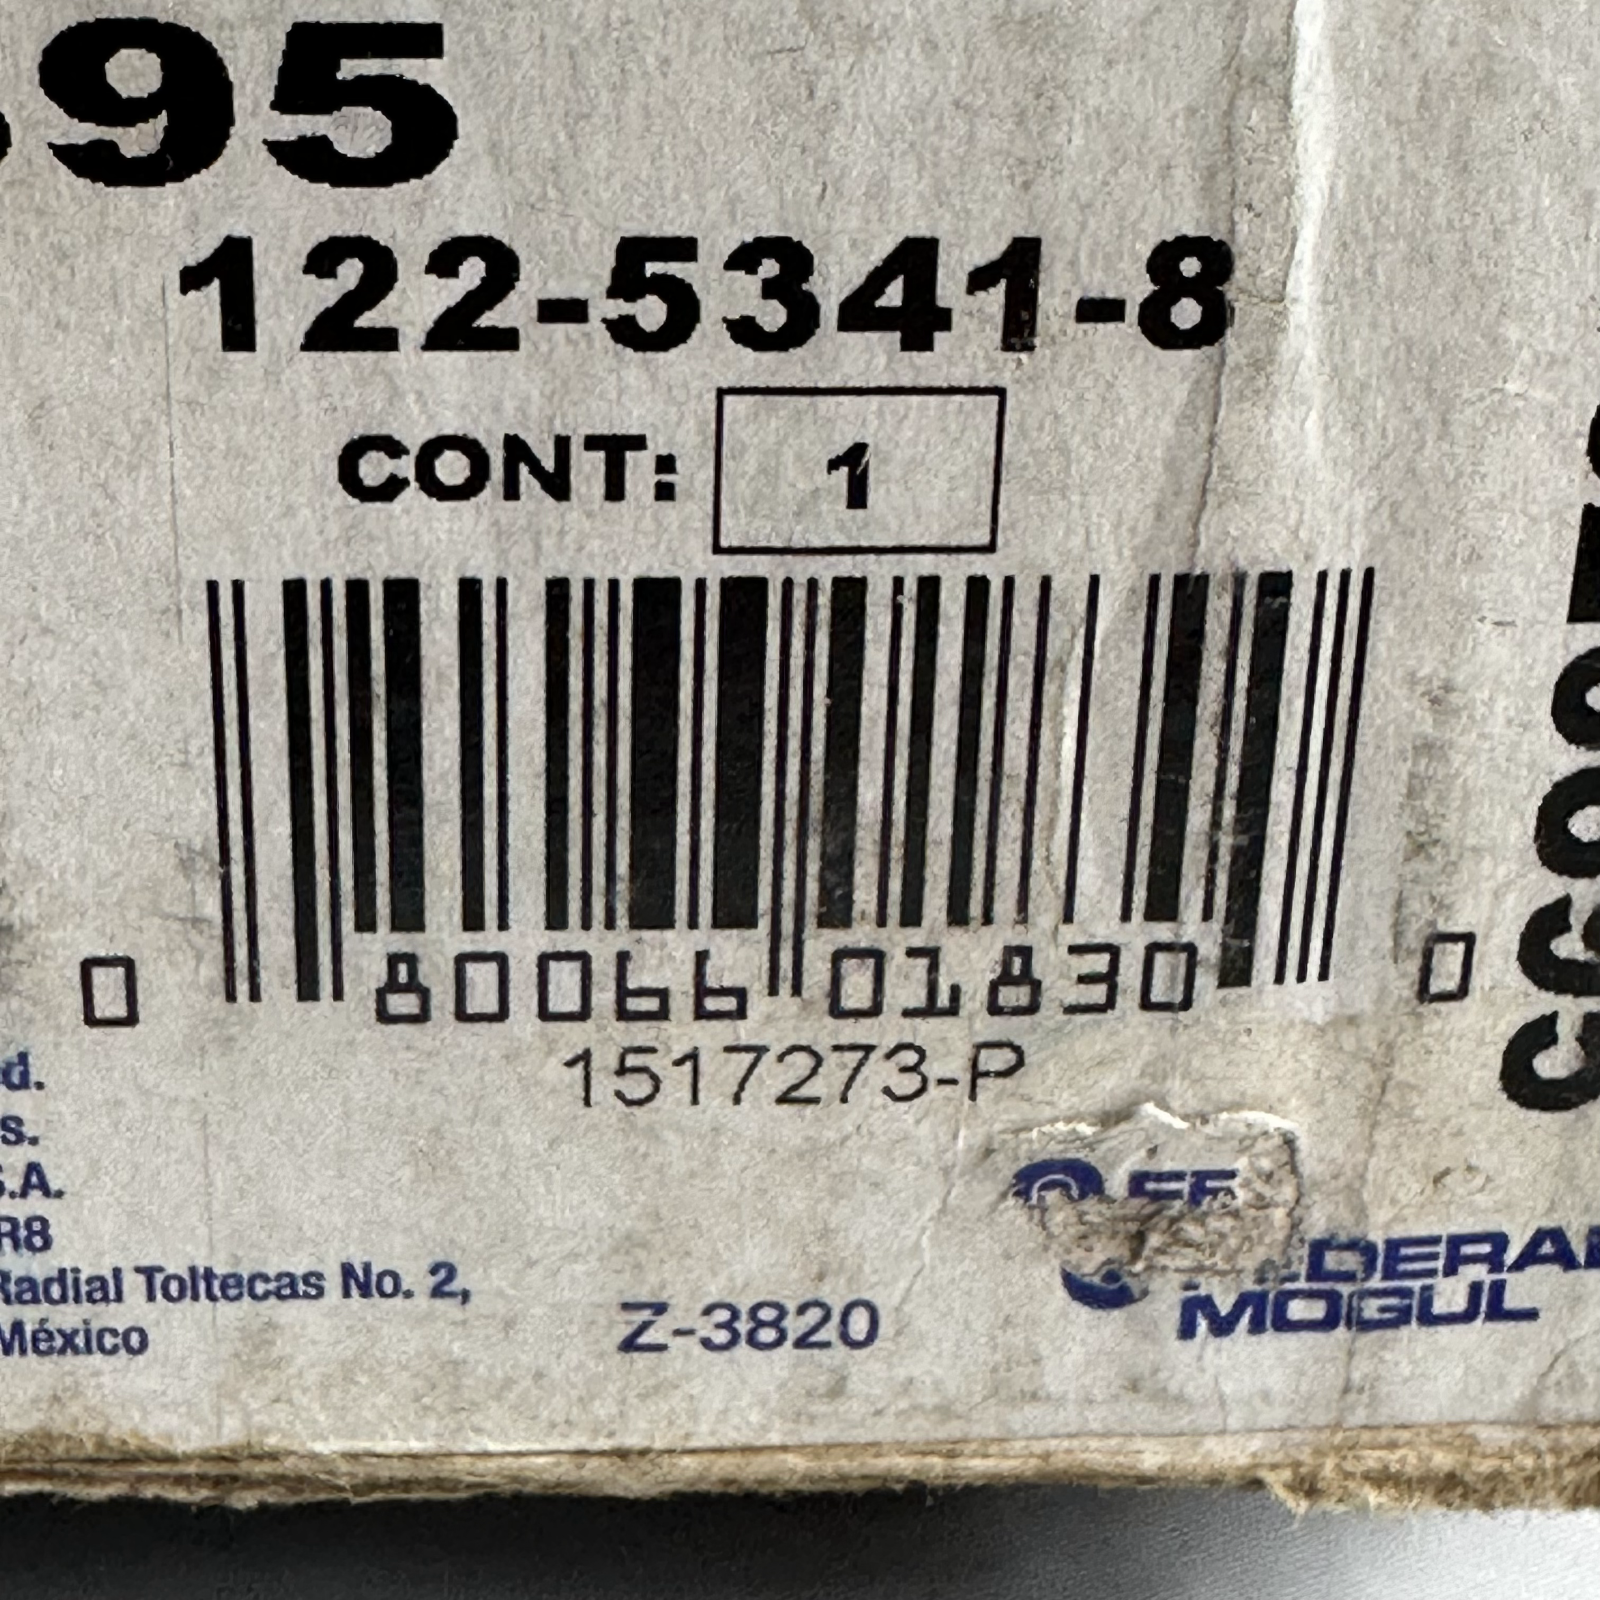 95
122-5341-8
CONT: 1
0 80066 01830 0
1517273-P
d.
s.
S.A.
R8
Radial Toltecas No. 2,
México
Z-3820
FEDERAL
MOGUL